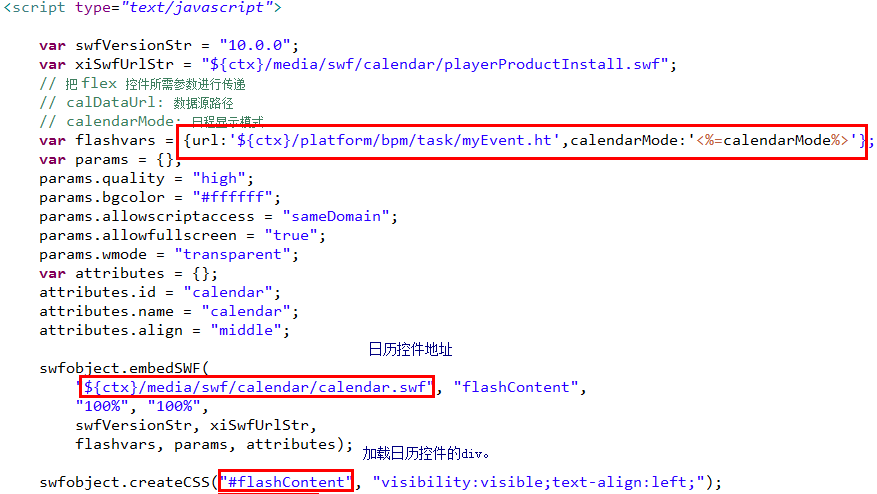 <script type="text/javascript">
var swfVersionStr = "10.0.0";
var xiSwfUrlStr = "${ctx}/media/swf/calendar/playerProductInstall.swf";
// 把 flex 控件所需参数进行传递
// calDataUrl: 数据源路径
// calendarMode: 日程显示模式
var flashvars = {url:'${ctx}/platform/bpm/task/myEvent.ht',calendarMode:'<%=calendarMode%>'};
var params = {};
params.quality = "high";
params.bgcolor = "#ffffff";
params.allowscriptaccess = "sameDomain";
params.allowfullscreen = "true";
params.wmode = "transparent";
var attributes = {};
attributes.id = "calendar";
attributes.name = "calendar";
attributes.align = "middle";
日历控件地址
swfobject.embedSWF(
"${ctx}/media/swf/calendar/calendar.swf", "flashContent",
"100%", "100%",
swfVersionStr, xiSwfUrlStr,
flashvars, params, attributes);
加载日历控件的div。
swfobject.createCSS("#flashContent", "visibility:visible;text-align:left;");